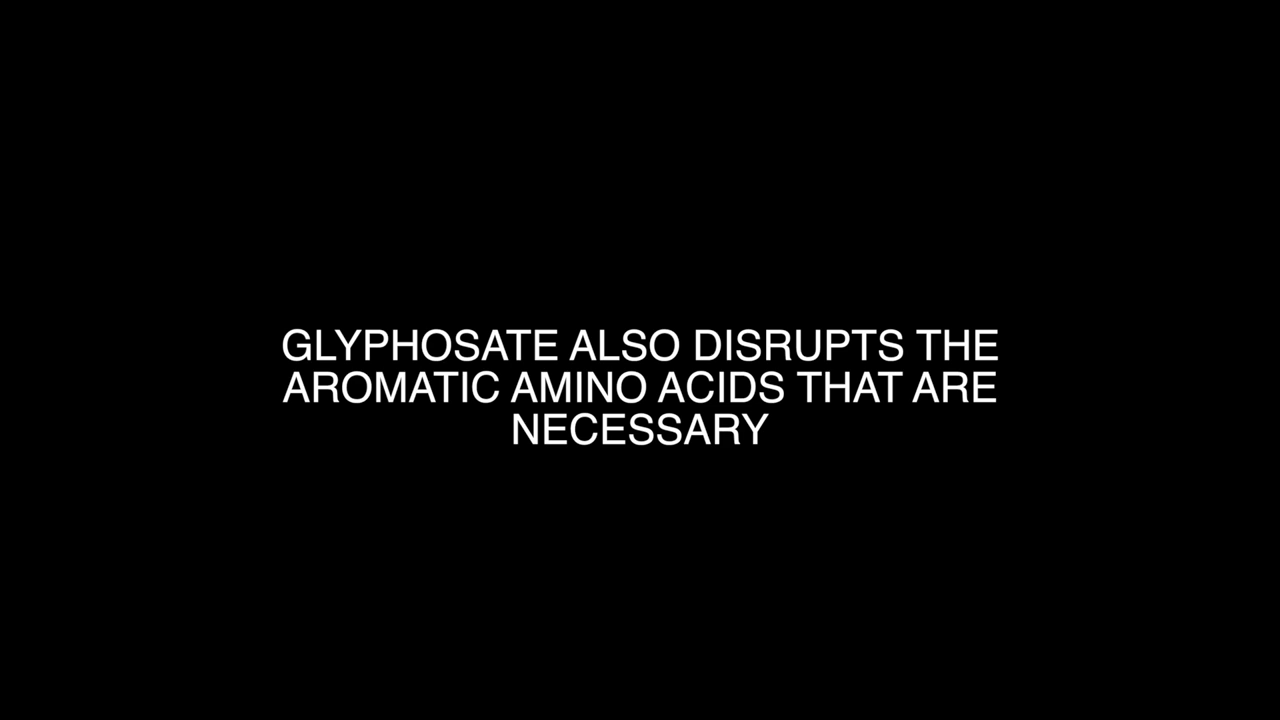 GLYPHOSATE ALSO DISRUPTS THE
AROMATIC AMINO ACIDS THAT ARE
NECESSARY